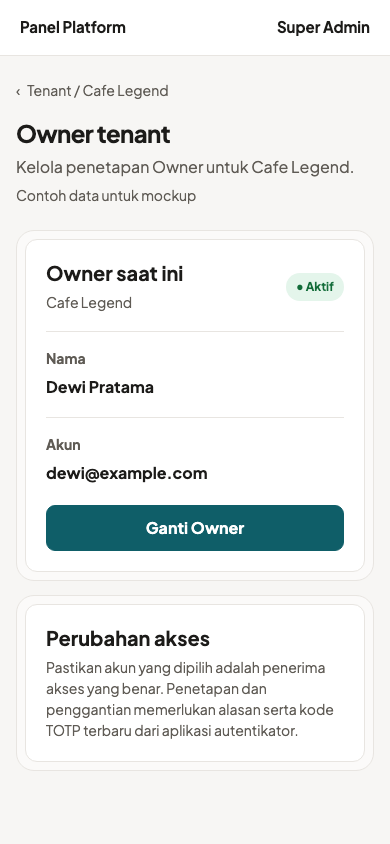 Panel Platform
Super Admin
‹ Tenant / Cafe Legend
Owner tenant
Kelola penetapan Owner untuk Cafe Legend.
Contoh data untuk mockup
Owner saat ini
Cafe Legend
• Aktif
Nama
Dewi Pratama
Akun
dewi@example.com
Ganti Owner
Perubahan akses
Pastikan akun yang dipilih adalah penerima
akses yang benar. Penetapan dan
penggantian memerlukan alasan serta kode
TOTP terbaru dari aplikasi autentikator.